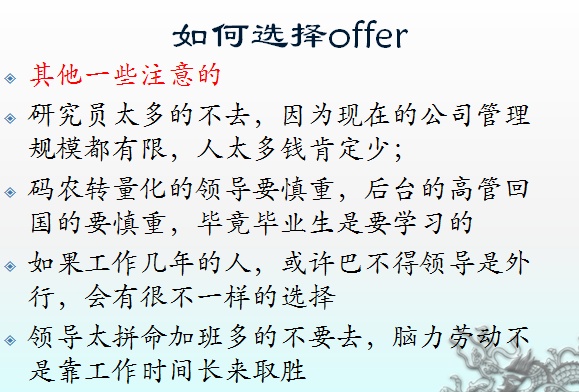 如何选择offer
其他一些注意的
研究员太多的不去，因为现在的公司管理
规模都有限，人太多钱肯定少；
码农转量化的领导要慎重，后台的高管回
国的要慎重，毕竟毕业生是要学习的
如果工作几年的人，或许巴不得领导是外
行，会有很不一样的选择
领导太拼命加班多的不要去，脑力劳动不
是靠工作时间长来取胜